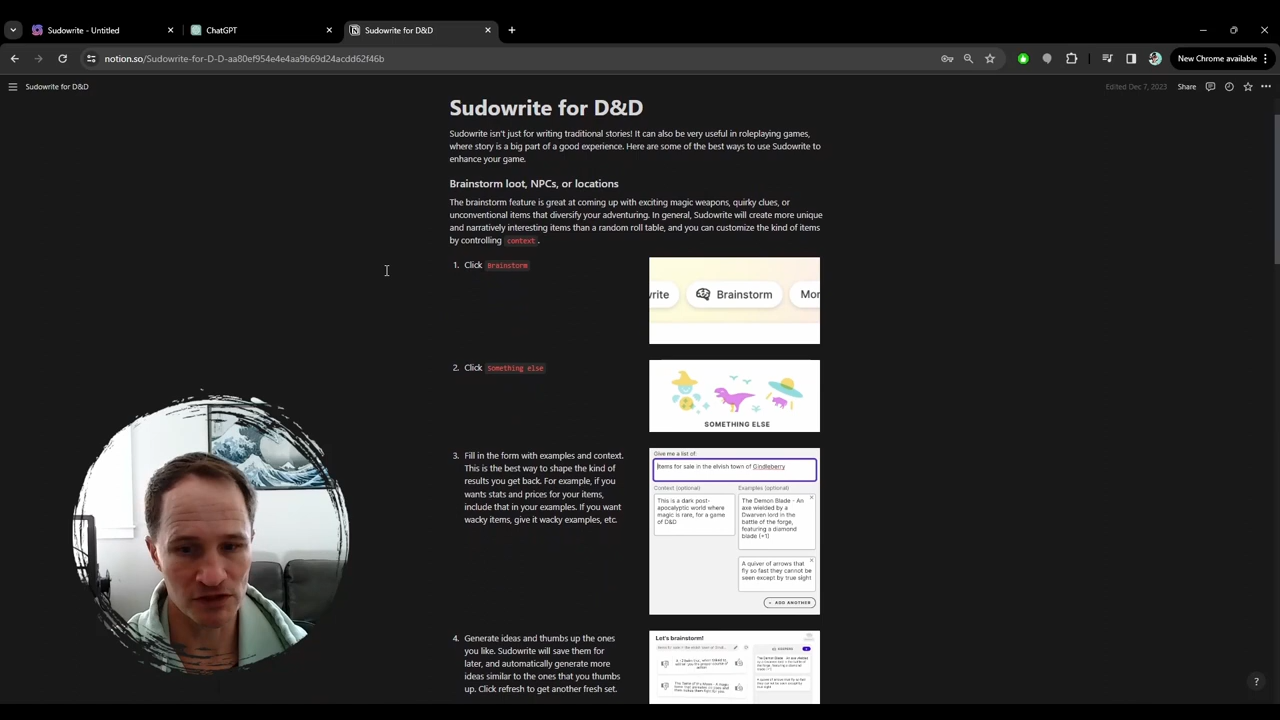 Sudowrite - Untitled
ChatGPT
Sudowrite for D&D
notion.so/Sudowrite-for-D-D-aa80ef954e4e4aa9b69d24acdd62f46b
New Chrome available
Sudowrite for D&D
Edited Dec 7, 2023
Share
Sudowrite for D&D
Sudowrite isn't just for writing traditional stories! It can also be very useful in roleplaying games,
where story is a big part of a good experience. Here are some of the best ways to use Sudowrite to
enhance your game.
Brainstorm loot, NPCs, or locations
The brainstorm feature is great at coming up with exciting magic weapons, quirky clues, or
unconventional items that diversify your adventuring. In general, Sudowrite will create more unique
and narratively interesting items than a random roll table, and you can customize the kind of items
by controlling context.
1. Click Brainstorm
write
Brainstorm
Mor
2. Click Something else
SOMETHING ELSE
3. Fill in the form with examples and context.
This is the best way to shape the kind of
results you get back. For example, if you
want stats and prices for your items,
include that in your examples. If you want
wacky items, give it wacky examples, etc.
Give me a list of:
Items for sale in the elvish town of Gindleberry
Context (optional)
This is a dark post-
epocalyptic world where
magic is rare, for a game
of D&D
Examples (optional)
The Demon Blade - An
axe wielded by a
Dwarven lord in the
battle of the forge,
featuring a diamond
blade (+1)
A quiver of arrows that
fly so fast they cannot be
seen except by true sight
+ ADD ANOTHER
4. Generate ideas and thumbs up the ones
you like. Sudowrite will save them for
later, and
generate more
ideas similar to the ones that you thumbs
up. Click refresh to get another fresh set.
Let's brainstorm!
KEEPERS
?